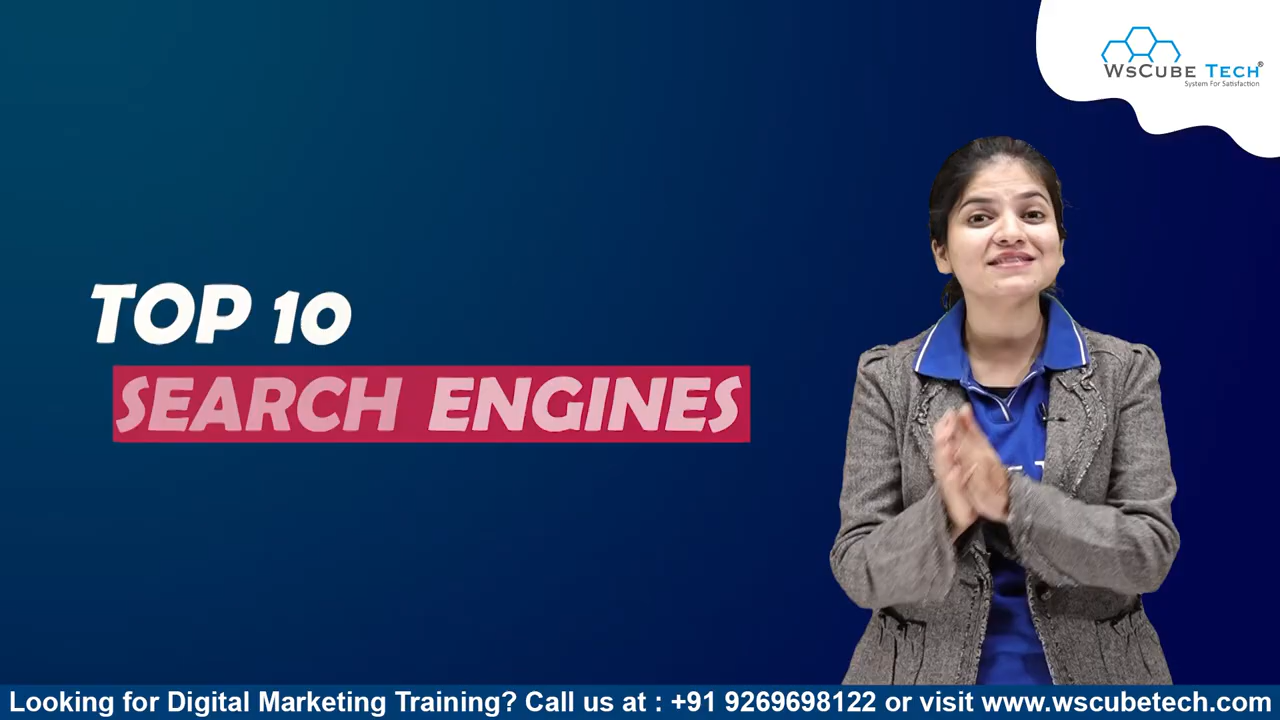 WsCube Tech®
System For Satisfaction
TOP 10
SEARCH ENGINES
Looking for Digital Marketing Training? Call us at : +91 9269698122 or visit www.wscubetech.com